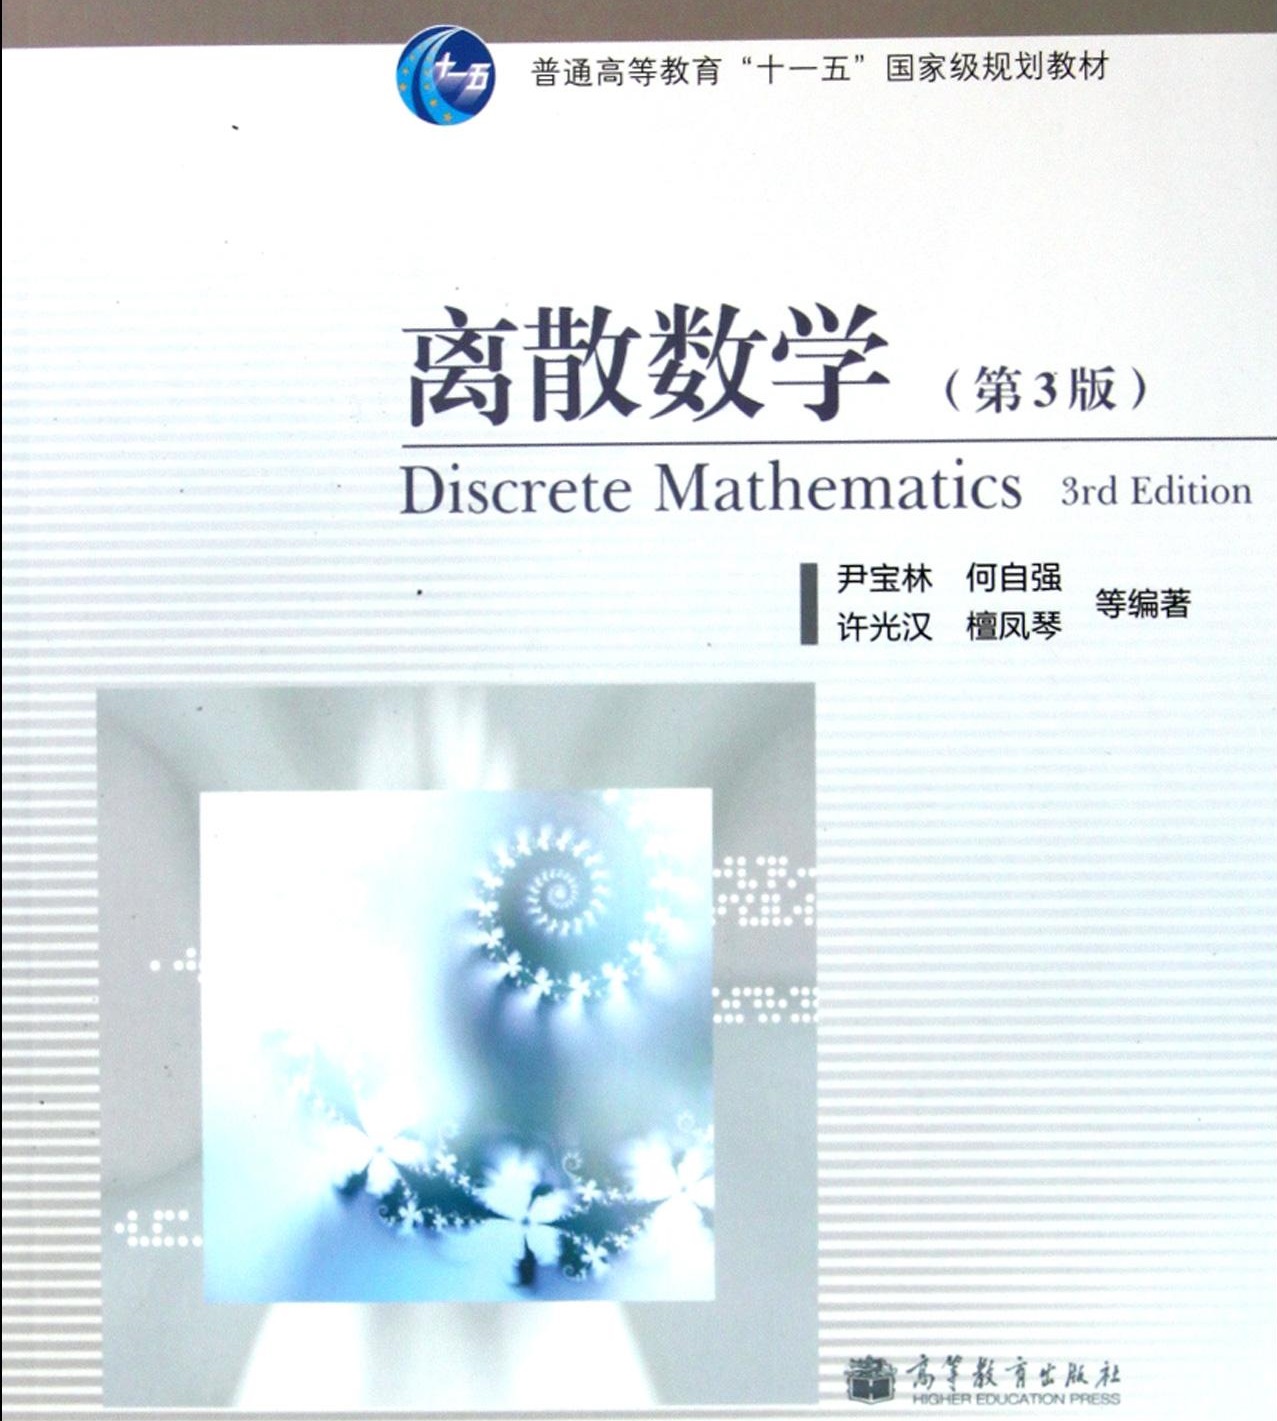 十一五
普通高等教育“十一五”国家级规划教材
离散数学（第3版）
Discrete Mathematics 3rd Edition
尹宝林 何自强
许光汉 檀凤琴 等编著
高等教育出版社
HIGHER EDUCATION PRESS